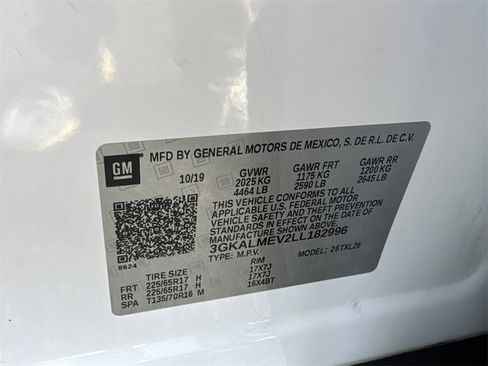 GM
MFD BY GENERAL MOTORS DE MEXICO, S. DE R.L. DE C.V.
10/19 GVWR GAWR FRT GAWR RR
2025 KG 1175 KG 1200 KG
4464 LB 2590 LB 2645 LB
THIS VEHICLE CONFORMS TO ALL
APPLICABLE U.S. FEDERAL MOTOR
VEHICLE SAFETY AND THEFT PREVENTION
STANDARDS IN EFFECT ON THE DATE OF
MANUFACTURE SHOWN ABOVE.
3GKALMEV2LL182996
TYPE: M.P.V. 26TXL26
8624
TIRE SIZE RIM
FRT 225/65R17 H 17X7J
RR 225/65R17 H 17X7J
SPA T135/70R16 M 16X4BT